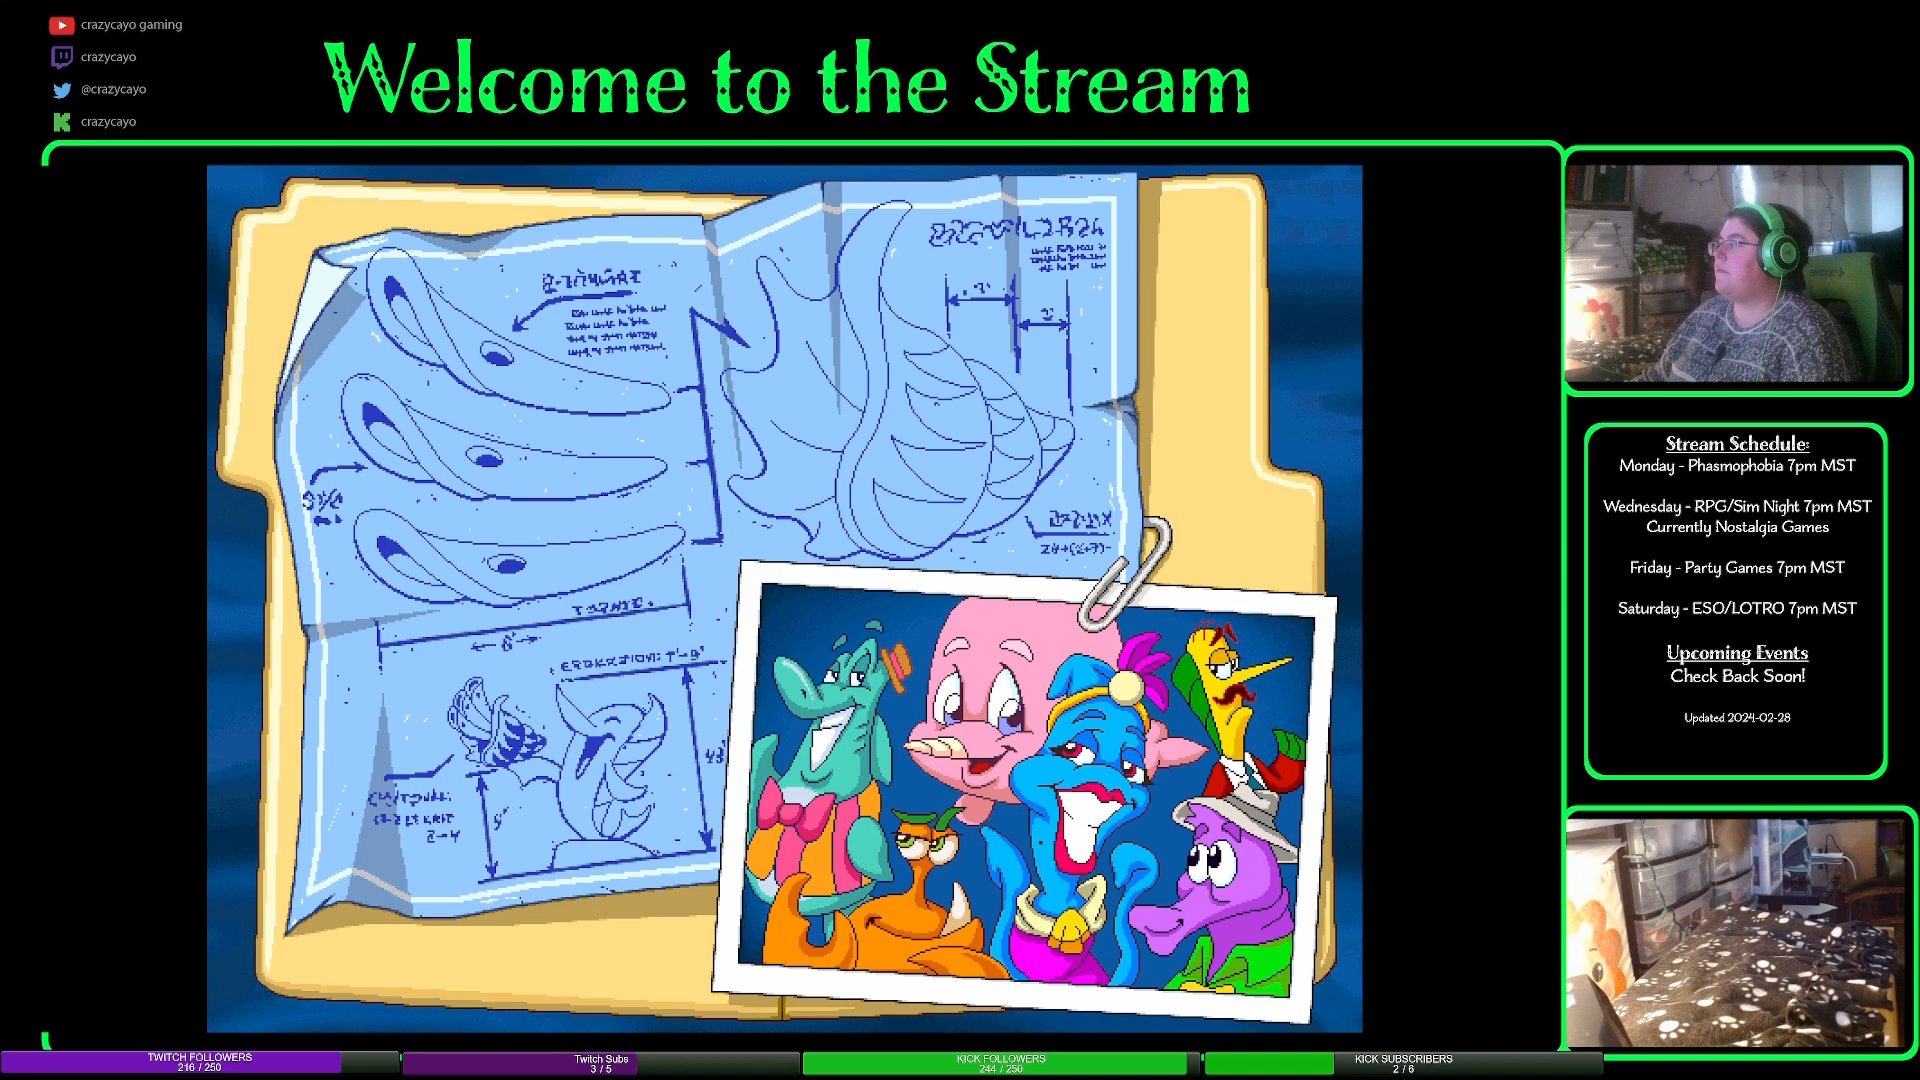 crazycayo gaming
crazycayo
@crazycayo
crazycayo
Welcome to the Stream
Stream Schedule:
Monday - Phasmophobia 7pm MST
Wednesday - RPG/Sim Night 7pm MST
Currently Nostalgia Games
Friday - Party Games 7pm MST
Saturday - ESO/LOTRO 7pm MST
Upcoming Events
Check Back Soon!
Updated 2024-02-28
TWITCH FOLLOWERS
216 / 250
Twitch Subs
3 / 5
KICK FOLLOWERS
244 / 250
KICK SUBSCRIBERS
2 / 6